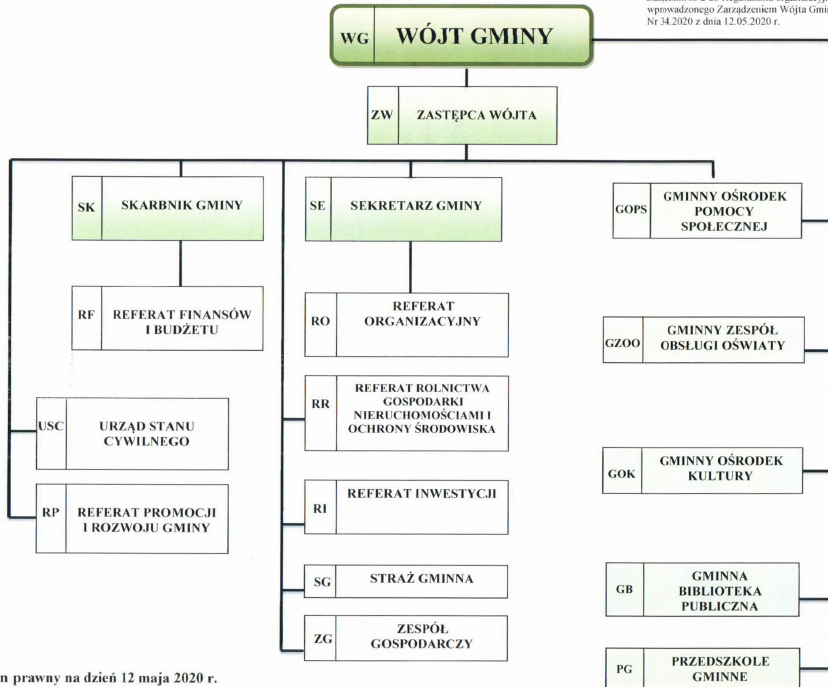 wprowadzonego Zarządzeniem Wójta Gmin
Nr 34.2020 z dnia 12.05.2020 r.
WG WÓJT GMINY
ZW ZASTĘPCA WÓJTA
SK SKARBNIK GMINY
SE SEKRETARZ GMINY
GOPS GMINNY OŚRODEK
POMOCY
SPOŁECZNEJ
RF REFERAT FINANSÓW
I BUDŻETU
RO REFERAT
ORGANIZACYJNY
GZOO GMINNY ZESPÓŁ
OBSŁUGI OŚWIATY
RR REFERAT ROLNICTWA
GOSPODARKI
NIERUCHOMOŚCIAMI I
OCHRONY ŚRODOWISKA
USC URZĄD STANU
CYWILNEGO
GOK GMINNY OŚRODEK
KULTURY
RP REFERAT PROMOCJI
I ROZWOJU GMINY
RI REFERAT INWESTYCJI
SG STRAŻ GMINNA
GB GMINNA
BIBLIOTEKA
PUBLICZNA
ZG ZESPÓŁ
GOSPODARCZY
PG PRZEDSZKOLE
GMINNE
n prawny na dzień 12 maja 2020 r.